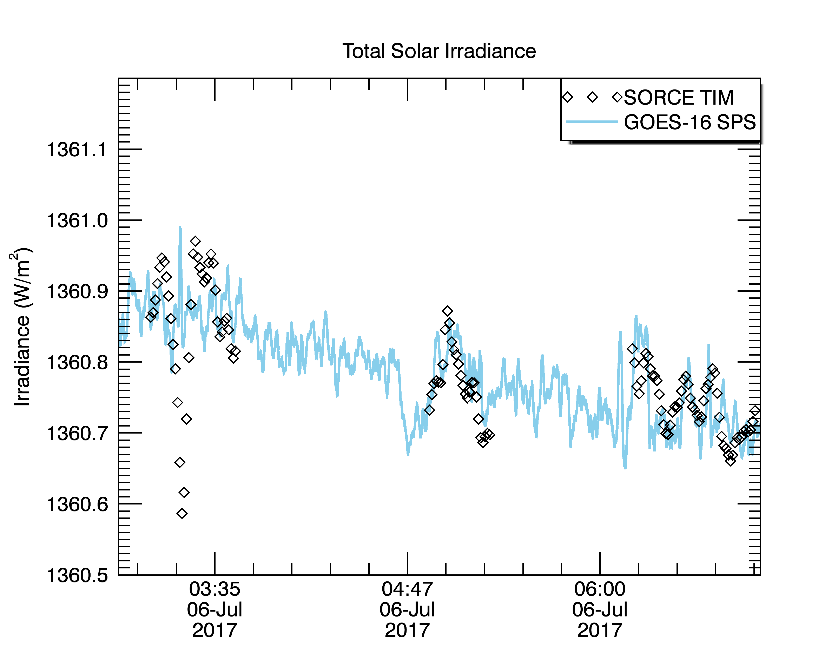 Total Solar Irradiance
SORCE TIM
GOES-16 SPS
Irradiance (W/m²)
1361.1
1361.0
1360.9
1360.8
1360.7
1360.6
1360.5
03:35
06-Jul
2017
04:47
06-Jul
2017
06:00
06-Jul
2017